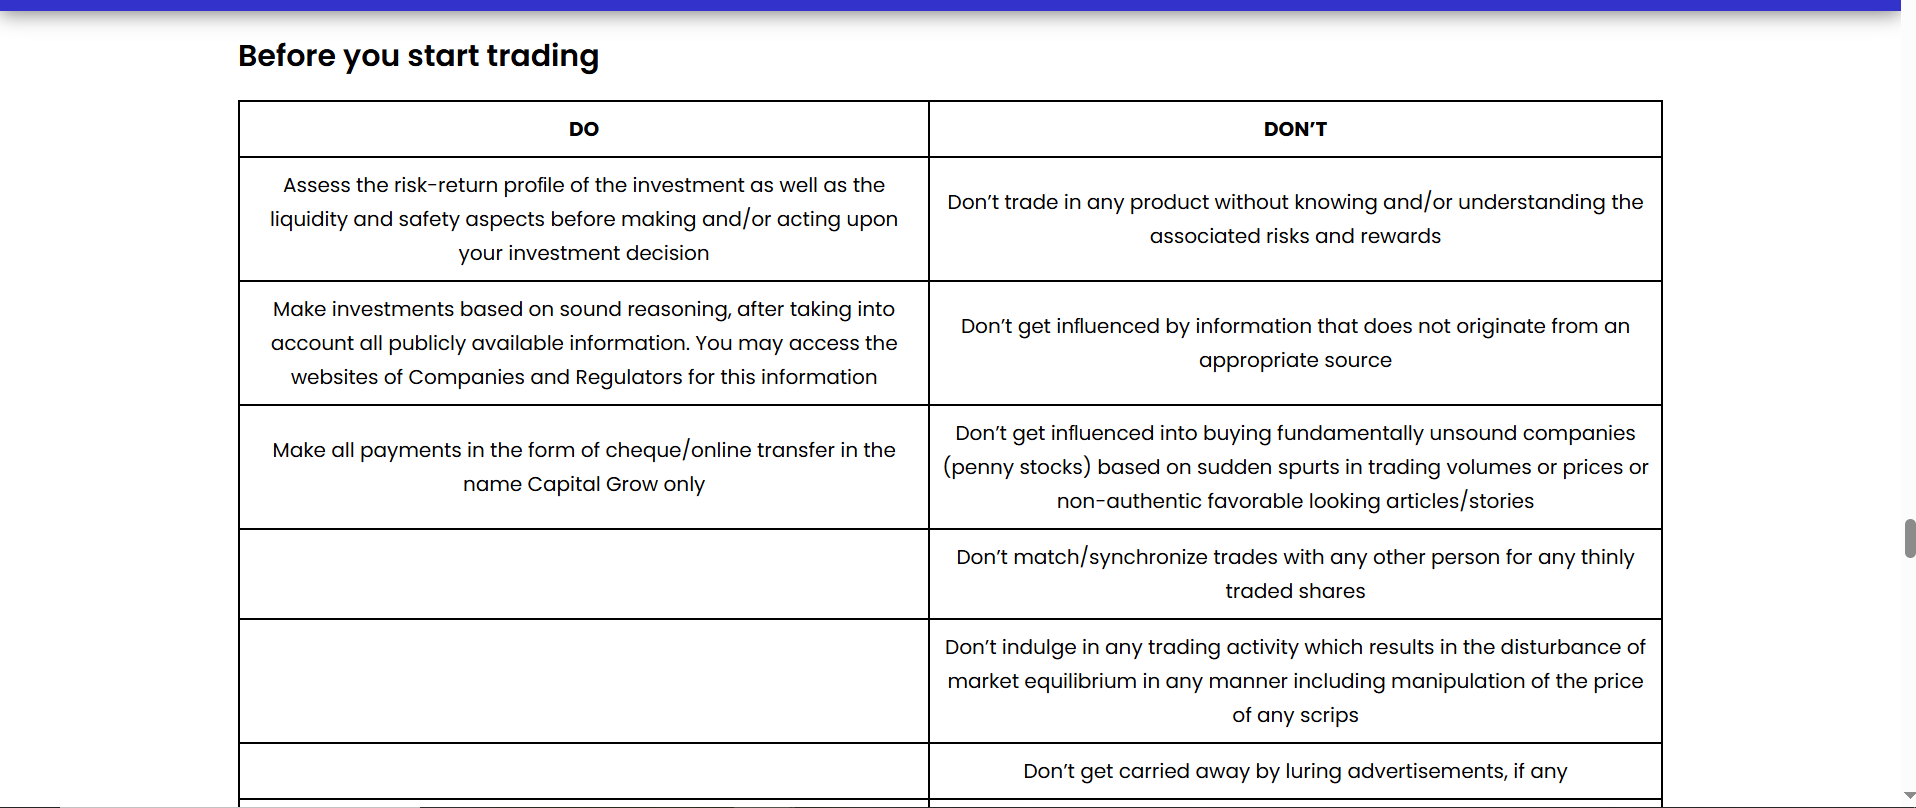 Before you start trading
DO
DON’T
Assess the risk-return profile of the investment as well as the
liquidity and safety aspects before making and/or acting upon
your investment decision
Don’t trade in any product without knowing and/or understanding the
associated risks and rewards
Make investments based on sound reasoning, after taking into
account all publicly available information. You may access the
websites of Companies and Regulators for this information
Don’t get influenced by information that does not originate from an
appropriate source
Make all payments in the form of cheque/online transfer in the
name Capital Grow only
Don’t get influenced into buying fundamentally unsound companies
(penny stocks) based on sudden spurts in trading volumes or prices or
non-authentic favorable looking articles/stories
Don’t match/synchronize trades with any other person for any thinly
traded shares
Don’t indulge in any trading activity which results in the disturbance of
market equilibrium in any manner including manipulation of the price
of any scrips
Don’t get carried away by luring advertisements, if any